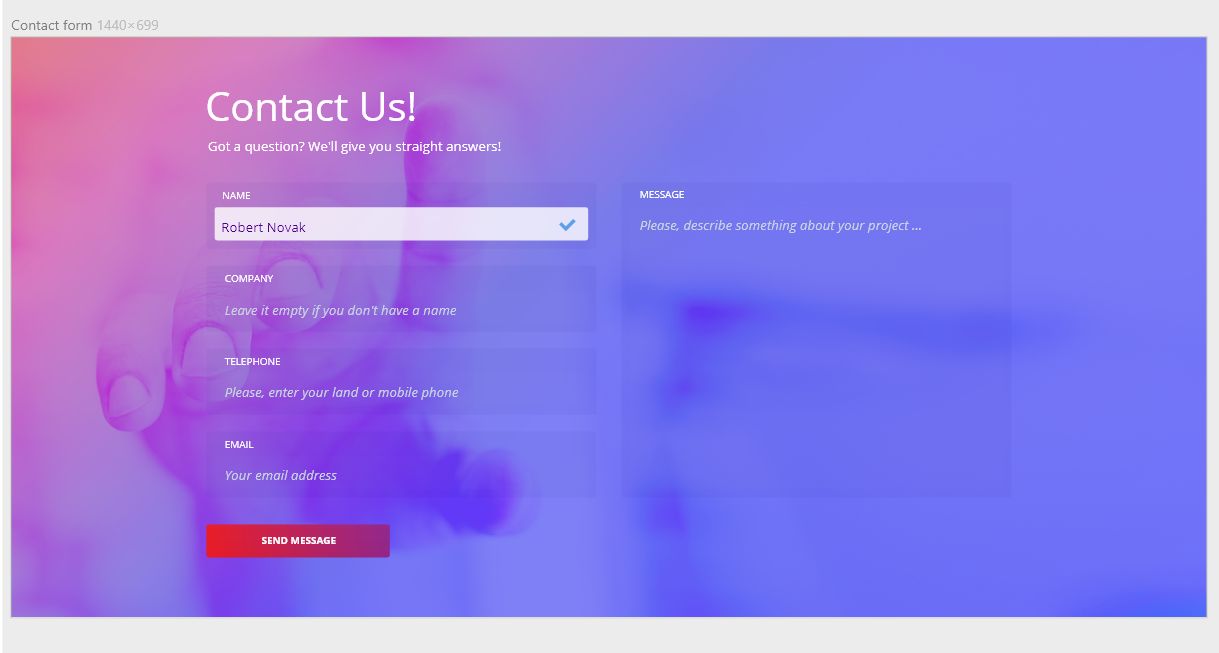 Contact form 1440×699
Contact Us!
Got a question? We'll give you straight answers!
NAME
Robert Novak
COMPANY
Leave it empty if you don't have a name
TELEPHONE
Please, enter your land or mobile phone
EMAIL
Your email address
MESSAGE
Please, describe something about your project ...
SEND MESSAGE